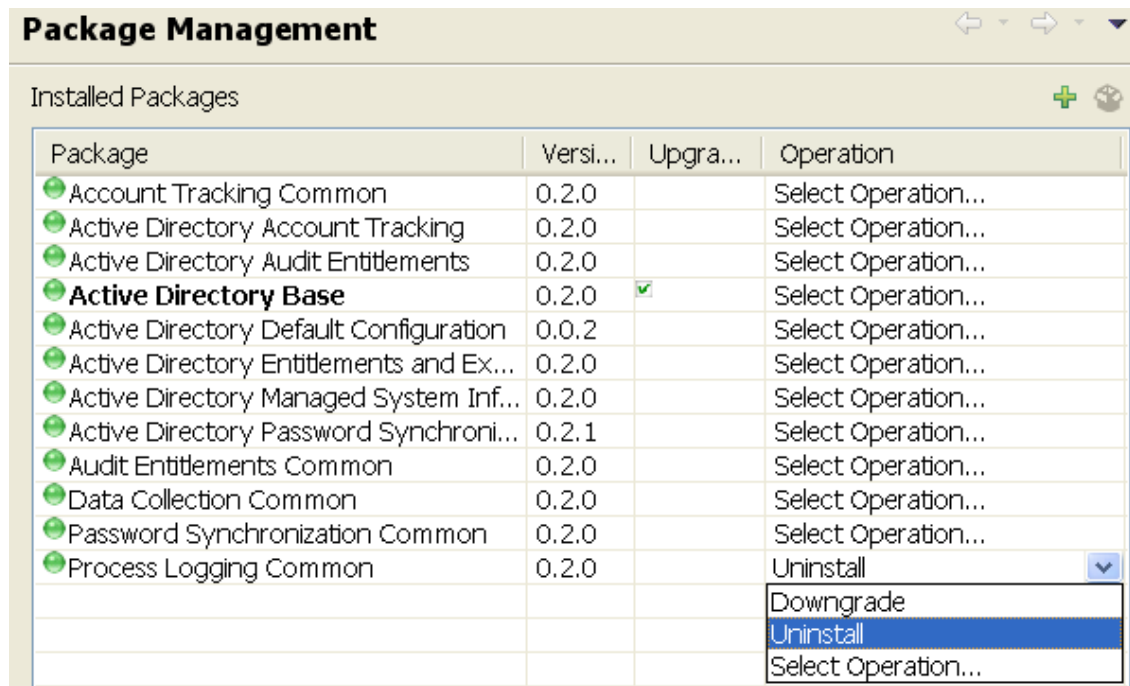 Package Management
Installed Packages
Package Versi... Upgra... Operation
Account Tracking Common 0.2.0 Select Operation...
Active Directory Account Tracking 0.2.0 Select Operation...
Active Directory Audit Entitlements 0.2.0 Select Operation...
Active Directory Base 0.2.0 Select Operation...
Active Directory Default Configuration 0.0.2 Select Operation...
Active Directory Entitlements and Ex... 0.2.0 Select Operation...
Active Directory Managed System Inf... 0.2.0 Select Operation...
Active Directory Password Synchroni... 0.2.1 Select Operation...
Audit Entitlements Common 0.2.0 Select Operation...
Data Collection Common 0.2.0 Select Operation...
Password Synchronization Common 0.2.0 Select Operation...
Process Logging Common 0.2.0 Uninstall
Downgrade
Uninstall
Select Operation...